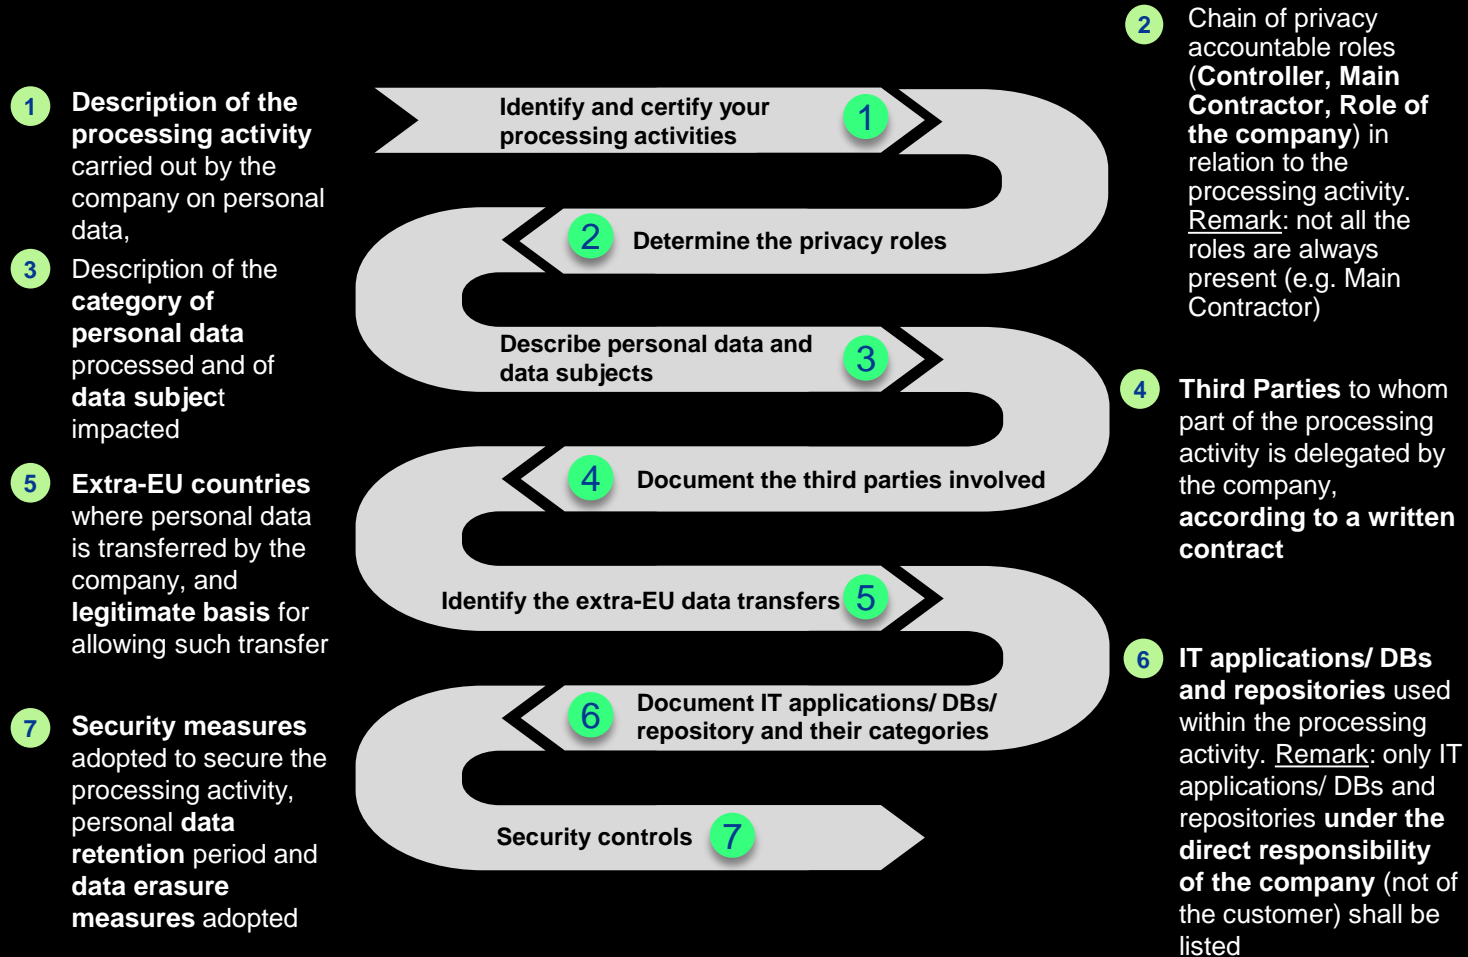 1
Description of the
processing activity
carried out by the
company on personal
data,
3
Description of the
category of
personal data
processed and of
data subject
impacted
5
Extra-EU countries
where personal data
is transferred by the
company, and
legitimate basis for
allowing such transfer
7
Security measures
adopted to secure the
processing activity,
personal data
retention period and
data erasure
measures adopted
Identify and certify your
processing activities
1
2
Determine the privacy roles
Describe personal data and
data subjects
3
4
Document the third parties involved
Identify the extra-EU data transfers
5
6
Document IT applications/ DBs/
repository and their categories
Security controls
7
2
Chain of privacy
accountable roles
(Controller, Main
Contractor, Role of
the company) in
relation to the
processing activity.
Remark: not all the
roles are always
present (e.g. Main
Contractor)
4
Third Parties to whom
part of the processing
activity is delegated by
the company,
according to a written
contract
6
IT applications/ DBs
and repositories used
within the processing
activity. Remark: only IT
applications/ DBs and
repositories under the
direct responsibility
of the company (not of
the customer) shall be
listed